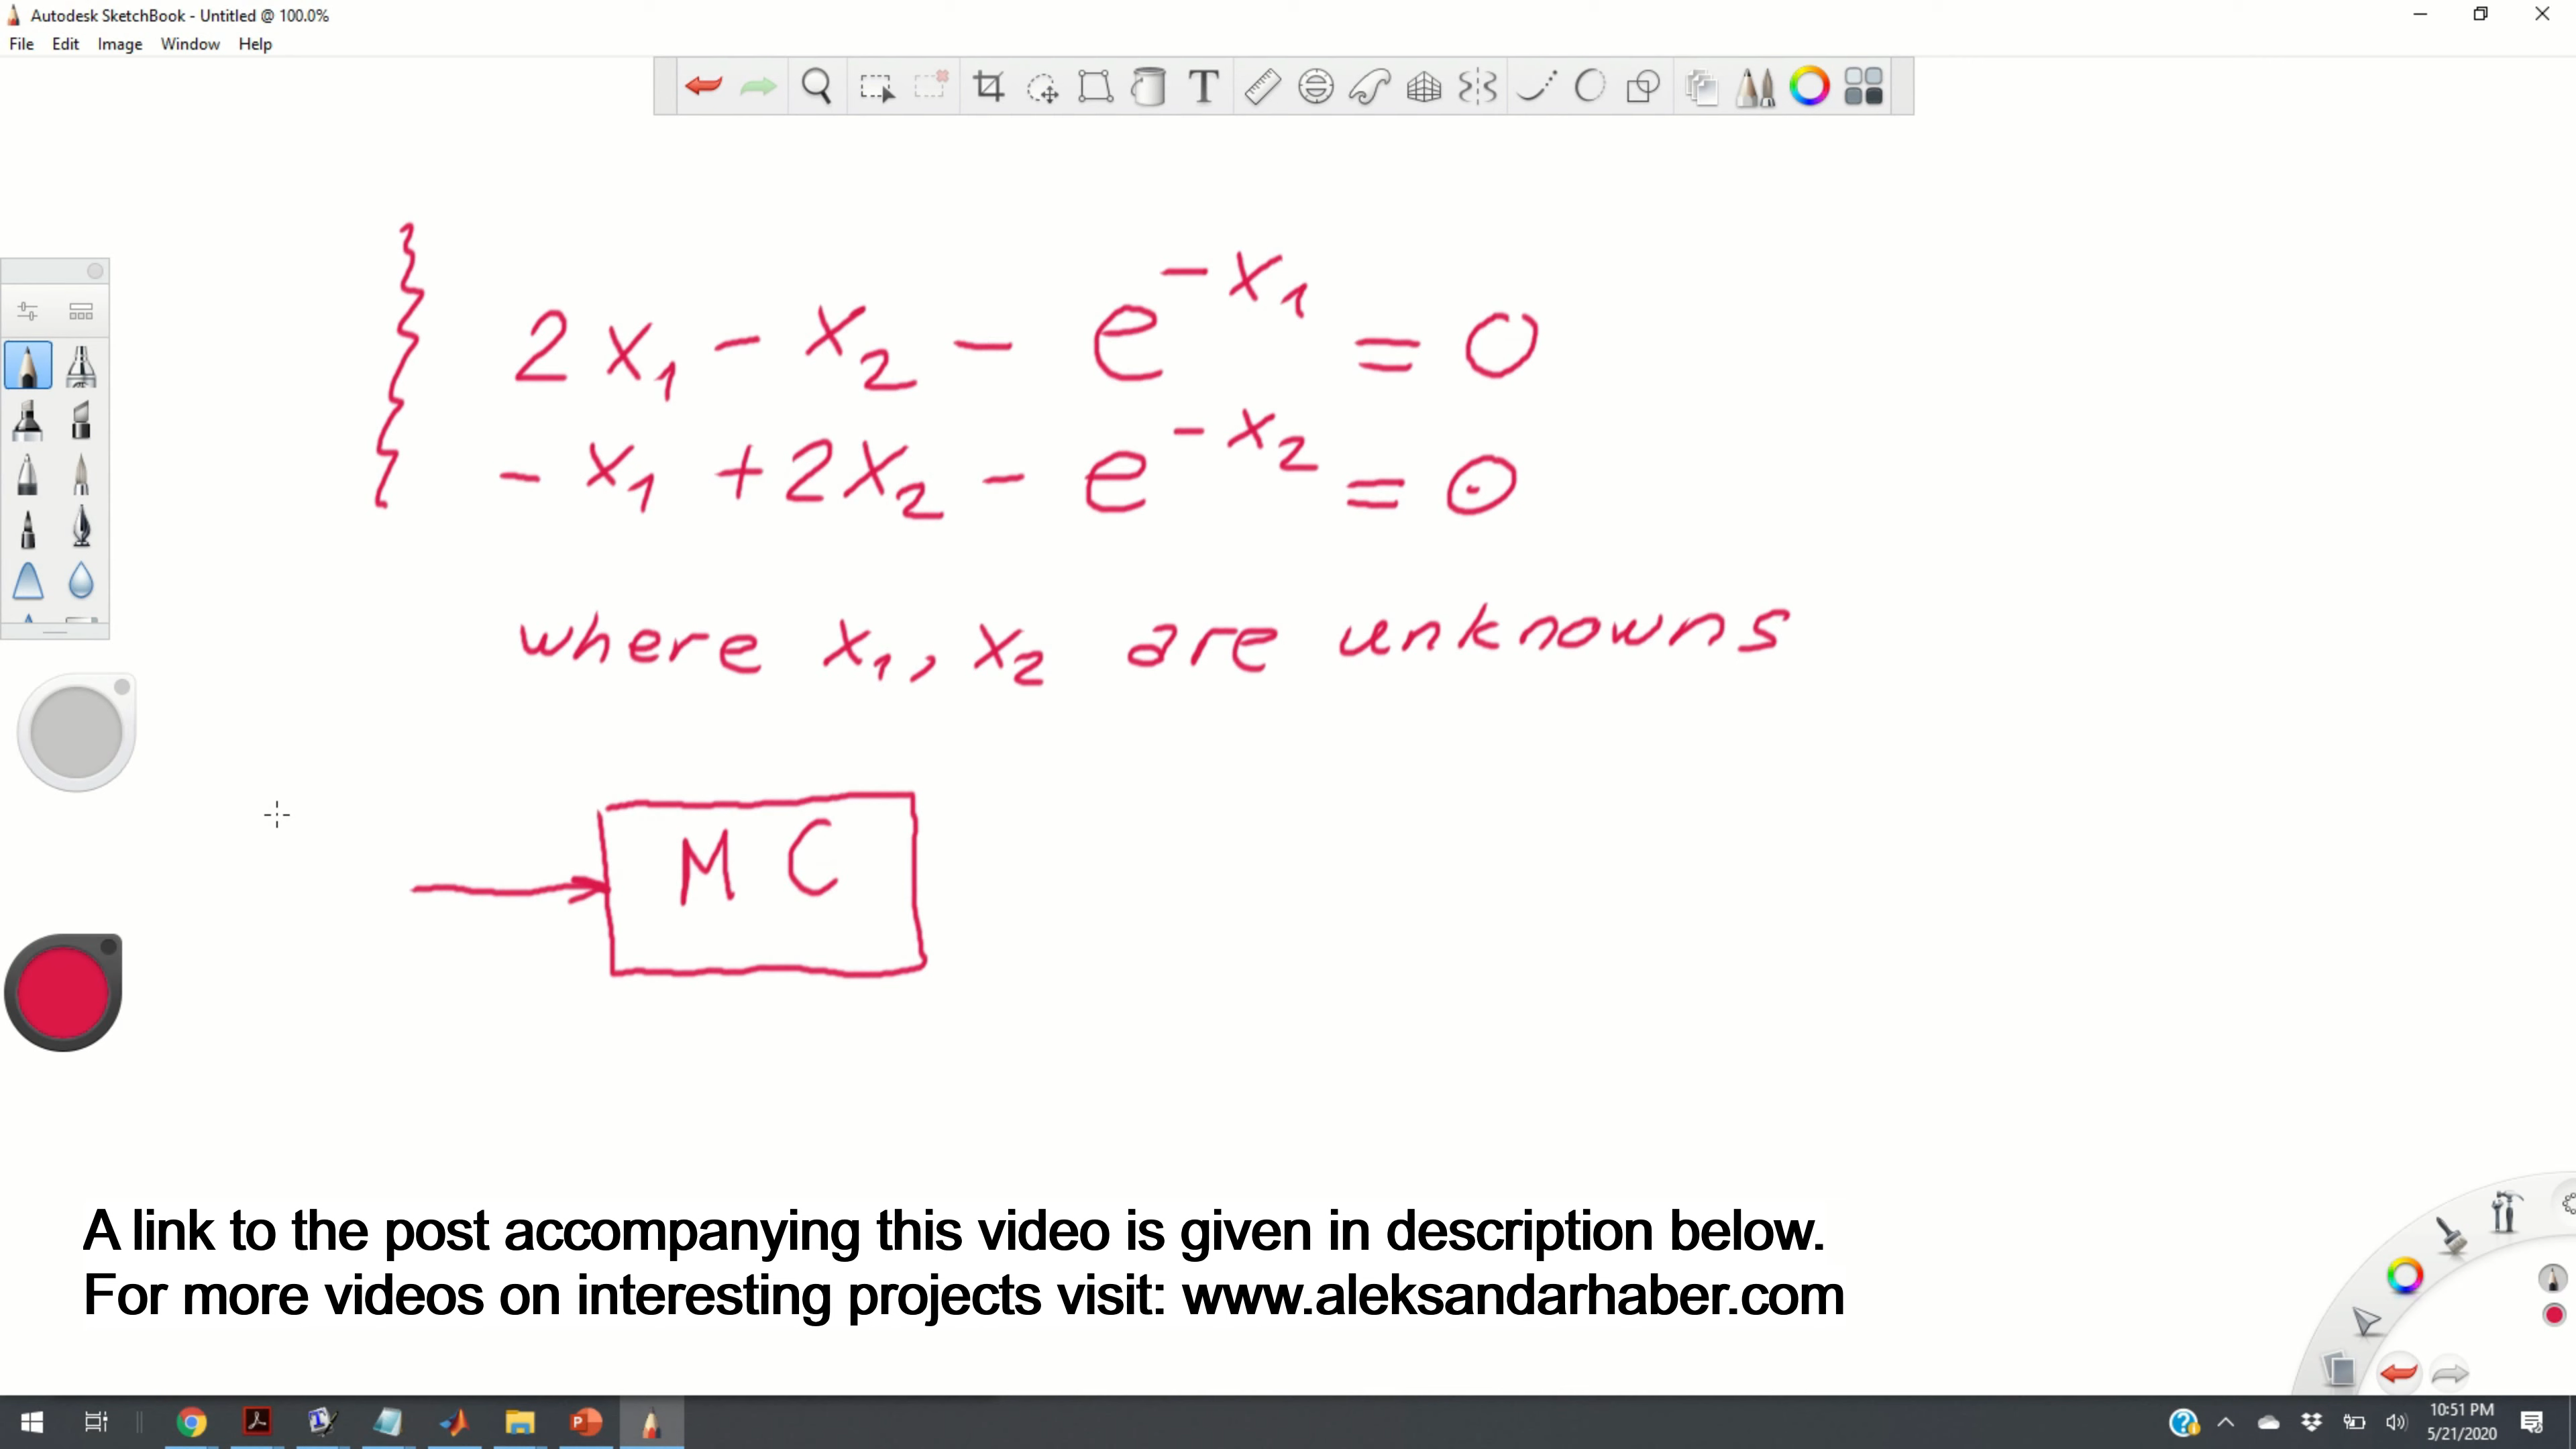 Autodesk SketchBook - Untitled @ 100.0%
File Edit Image Window Help
T
2x₁ - x₂ - e^{-x₁} = 0
-x₁ + 2x₂ - e^{-x₂} = 0
where x₁, x₂ are unknowns
M C
A link to the post accompanying this video is given in description below.
For more videos on interesting projects visit: www.aleksandarhaber.com
10:51 PM
5/21/2020